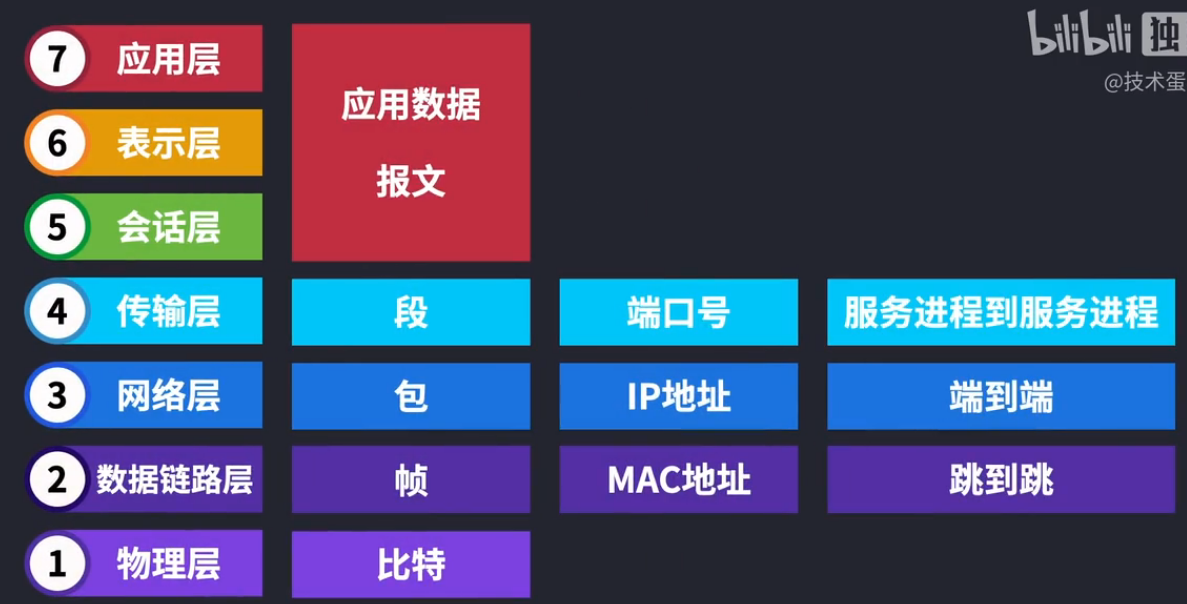 bilibili 独
@技术蛋
7 应用层
应用数据
报文
6 表示层
5 会话层
4 传输层 段 端口号 服务进程到服务进程
3 网络层 包 IP地址 端到端
2 数据链路层 帧 MAC地址 跳到跳
1 物理层 比特